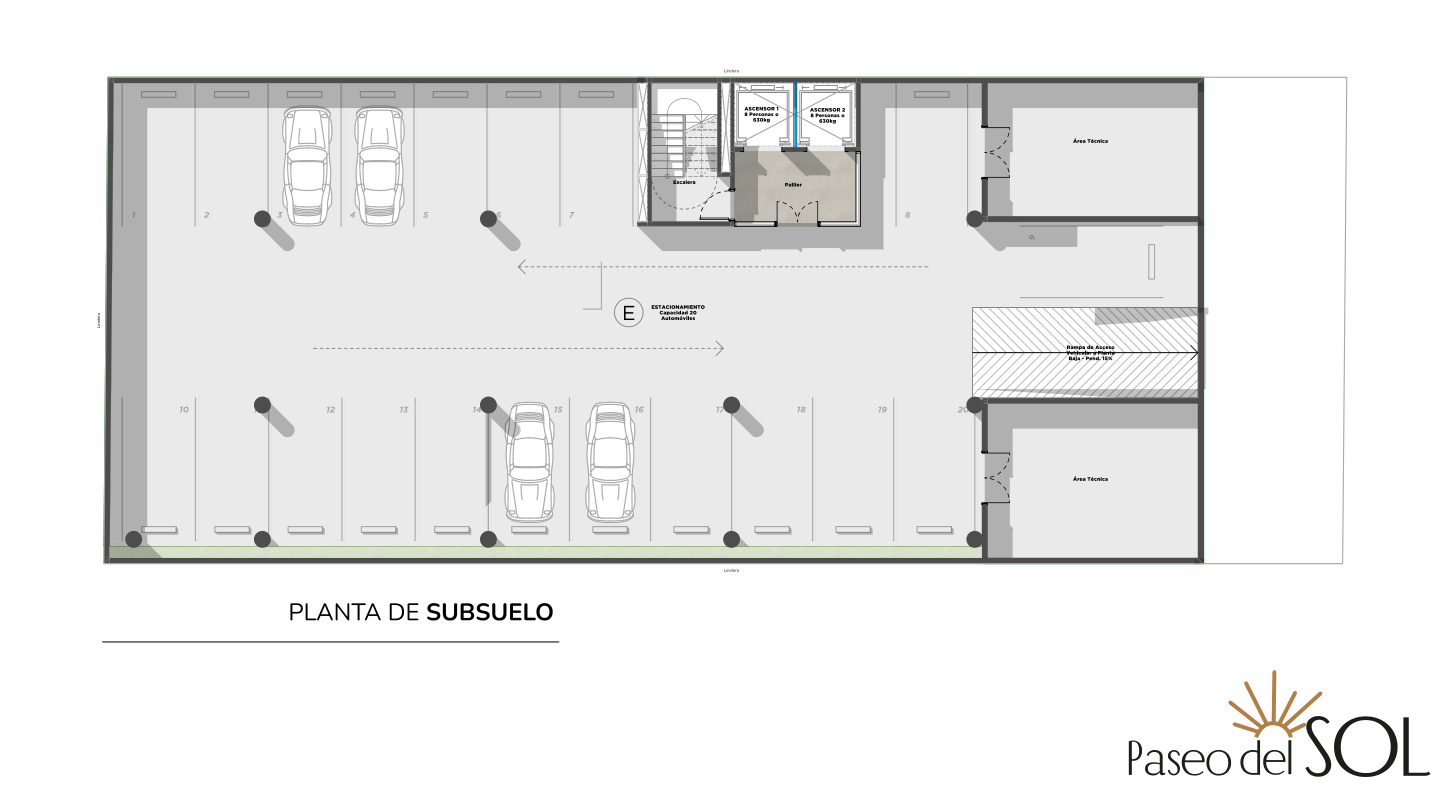 Lindero
ASCENSOR 1
8 Personas o
630kg
ASCENSOR 2
8 Personas o
630kg
Área Técnica
Escalera
Pallier
1
2
3
4
5
6
7
8
9
Lindero
E
ESTACIONAMIENTO
Capacidad 20
Automóviles
Rampa de Acceso
Vehicular a Planta
Baja - Pend. 15%
10
12
13
14
15
16
17
18
19
20
Área Técnica
Lindero
PLANTA DE SUBSUELO
Paseo del SOL